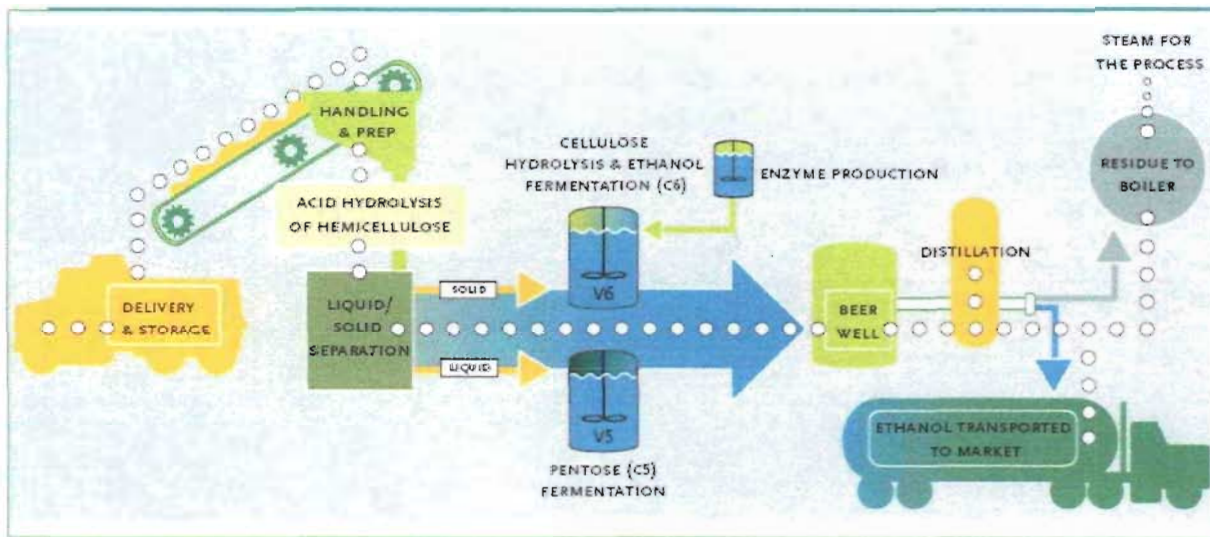 STEAM FOR
THE PROCESS
HANDLING
& PREP
CELLULOSE
HYDROLYSIS & ETHANOL
FERMENTATION (C6)
ENZYME PRODUCTION
RESIDUE TO
BOILER
ACID HYDROLYSIS
OF HEMICELLULOSE
DISTILLATION
DELIVERY
& STORAGE
LIQUID/
SOLID
SEPARATION
SOLID
V6
BEER
WELL
LIQUID
V5
ETHANOL TRANSPORTED
TO MARKET
PENTOSE (C5)
FERMENTATION